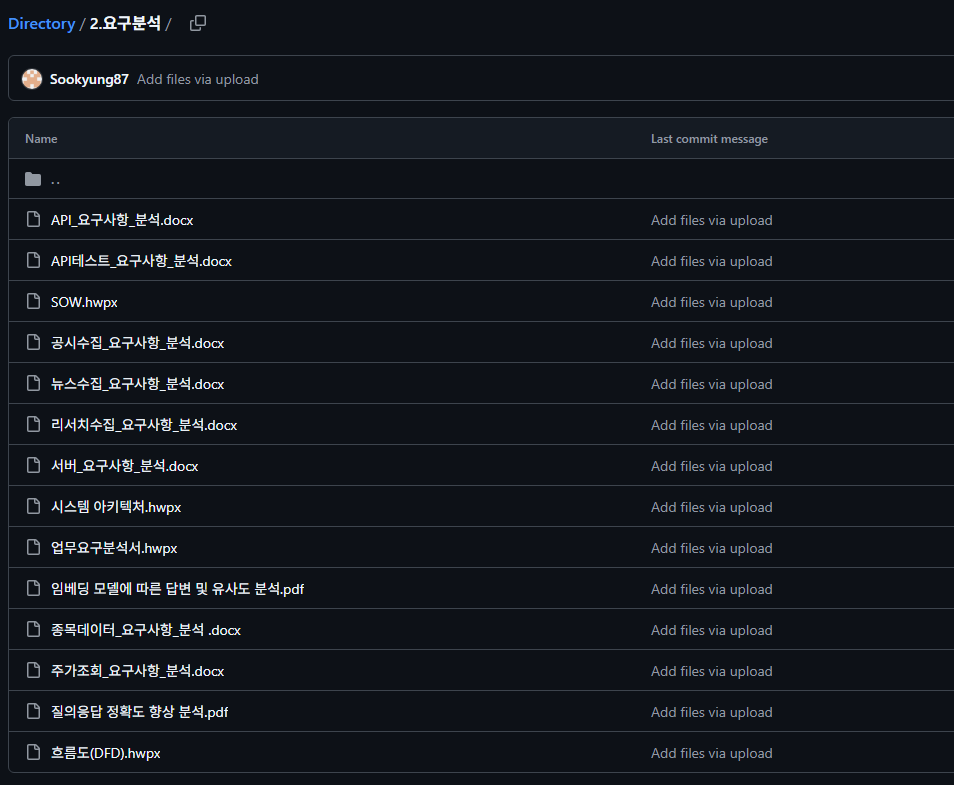 Directory / 2.요구분석 /
Sookyung87 Add files via upload
Name Last commit message
..
API_요구사항_분석.docx Add files via upload
API테스트_요구사항_분석.docx Add files via upload
SOW.hwpx Add files via upload
공시수집_요구사항_분석.docx Add files via upload
뉴스수집_요구사항_분석.docx Add files via upload
리서치수집_요구사항_분석.docx Add files via upload
서버_요구사항_분석.docx Add files via upload
시스템 아키텍처.hwpx Add files via upload
업무요구분석서.hwpx Add files via upload
임베딩 모델에 따른 답변 및 유사도 분석.pdf Add files via upload
종목데이터_요구사항_분석 .docx Add files via upload
주가조회_요구사항_분석.docx Add files via upload
질의응답 정확도 향상 분석.pdf Add files via upload
흐름도(DFD).hwpx Add files via upload